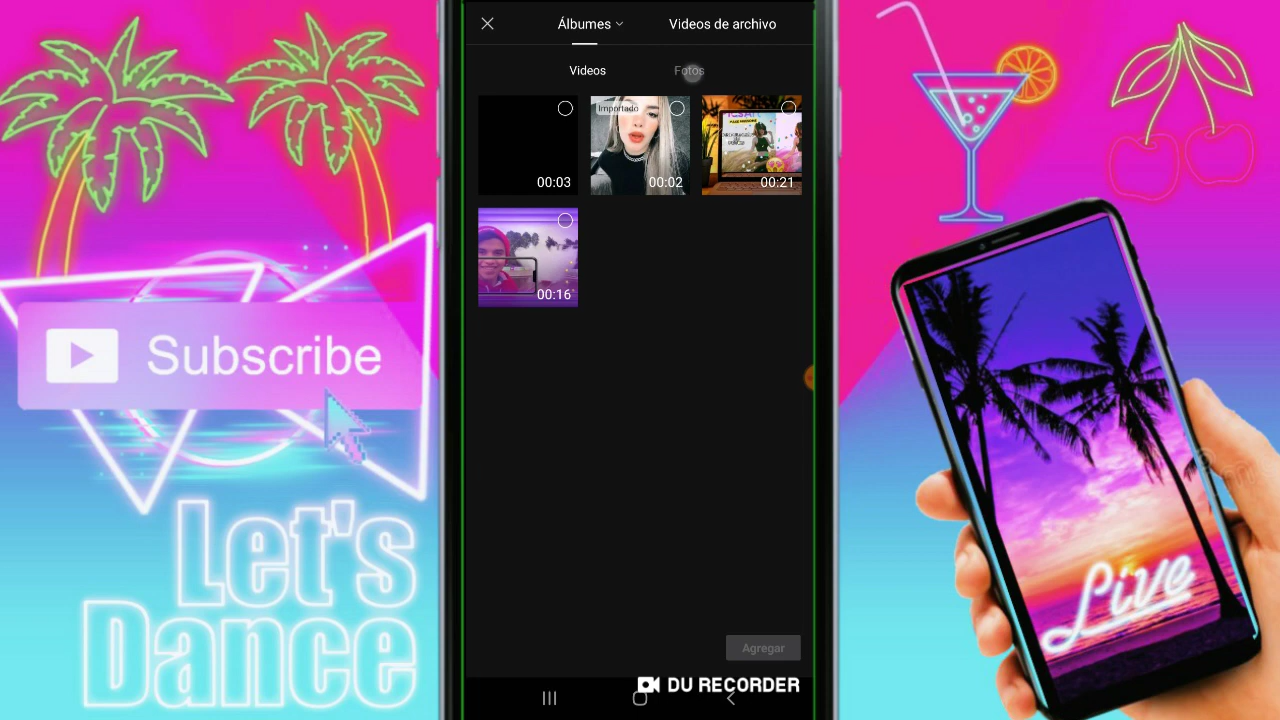 Álbumes
Videos de archivo
Videos
Fotos
Importado
00:03
00:02
00:21
00:16
Agregar
DU RECORDER
Subscribe
Let's
Dance
Live